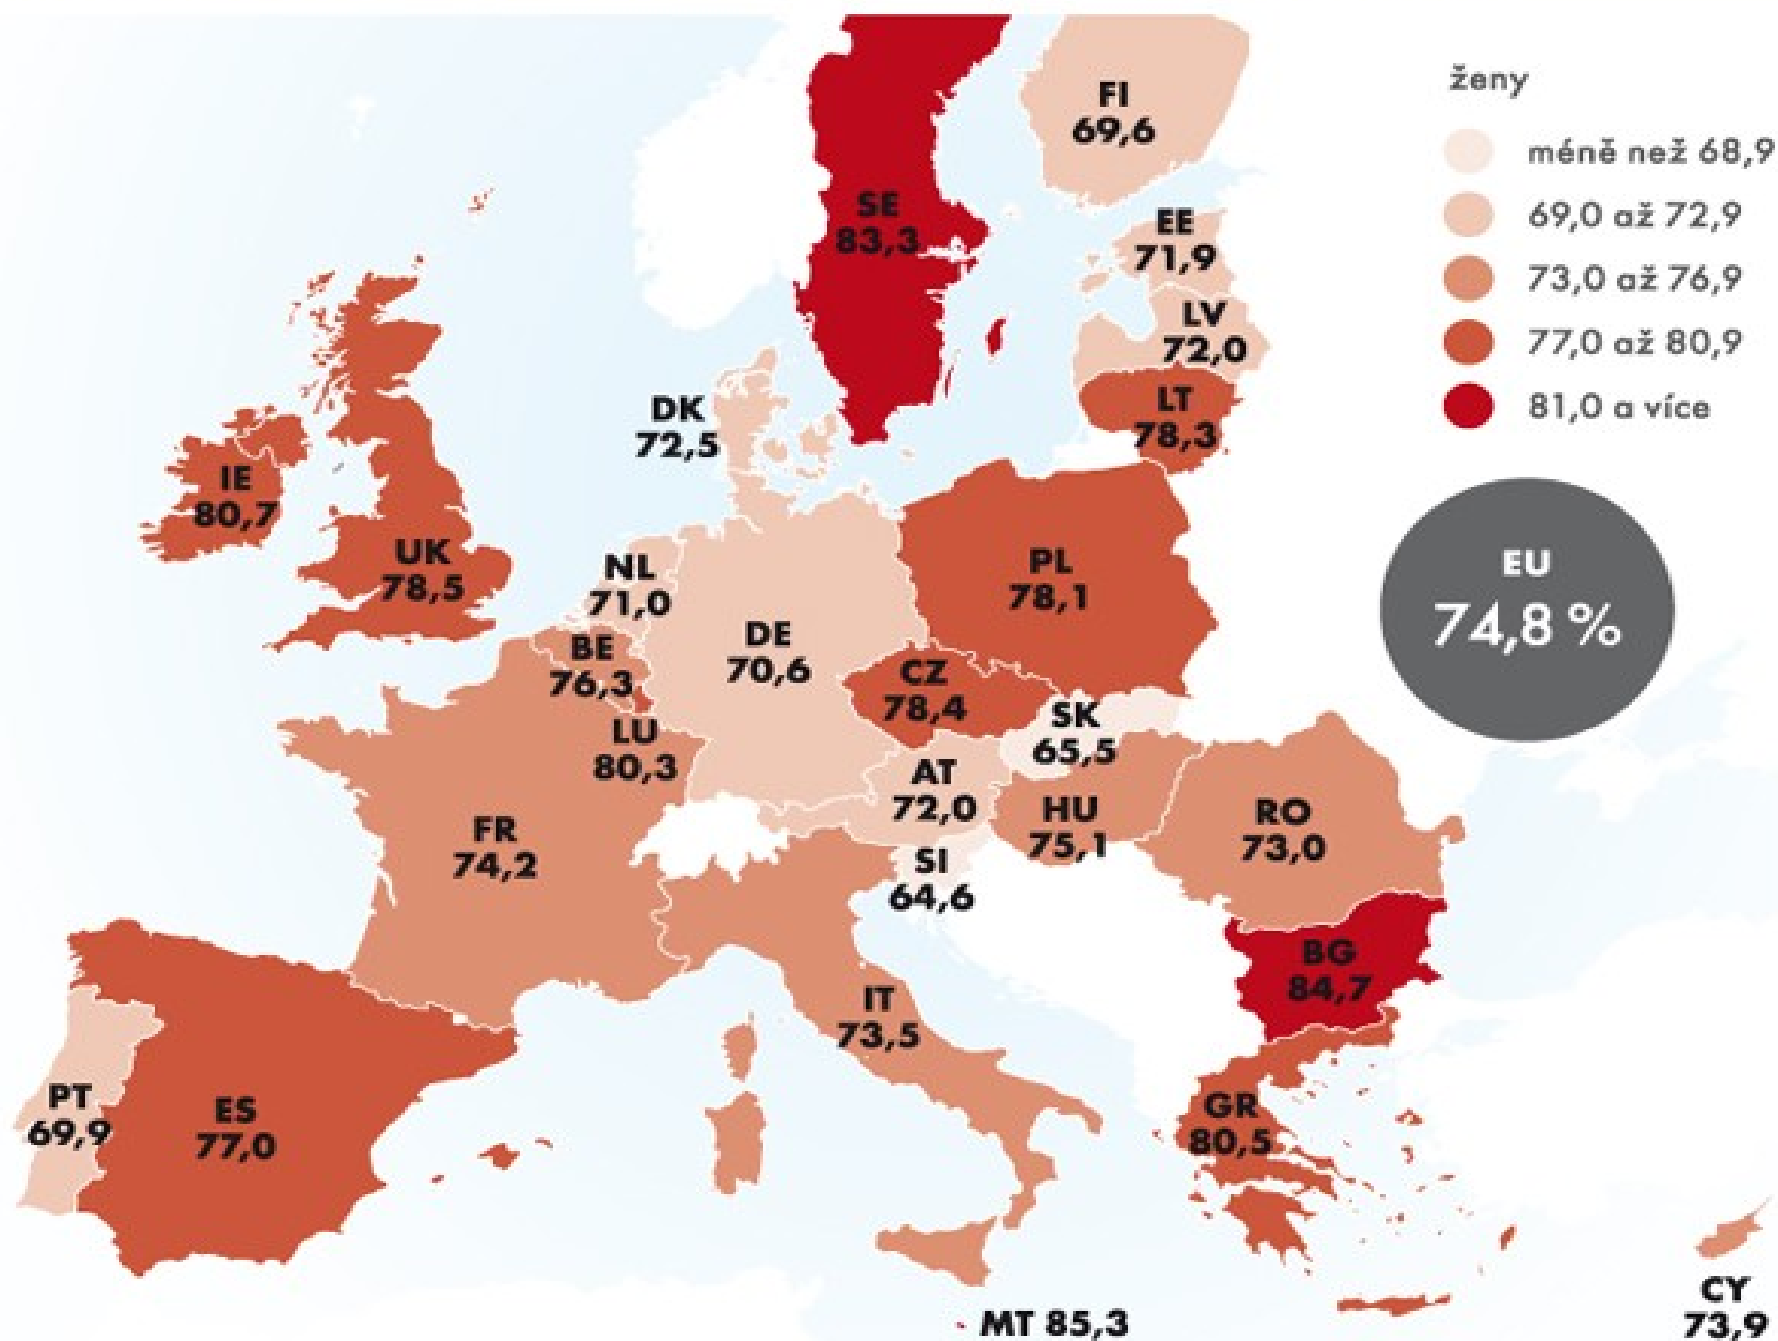 ženy
méně než 68,9
69,0 až 72,9
73,0 až 76,9
77,0 až 80,9
81,0 a více
EU
74,8 %
FI
69,6
SE
83,3
EE
71,9
LV
72,0
LT
78,3
DK
72,5
IE
80,7
UK
78,5
NL
71,0
BE
76,3
LU
80,3
DE
70,6
PL
78,1
CZ
78,4
SK
65,5
AT
72,0
HU
75,1
RO
73,0
FR
74,2
SI
64,6
BG
84,7
IT
73,5
PT
69,9
ES
77,0
GR
80,5
CY
73,9
MT 85,3